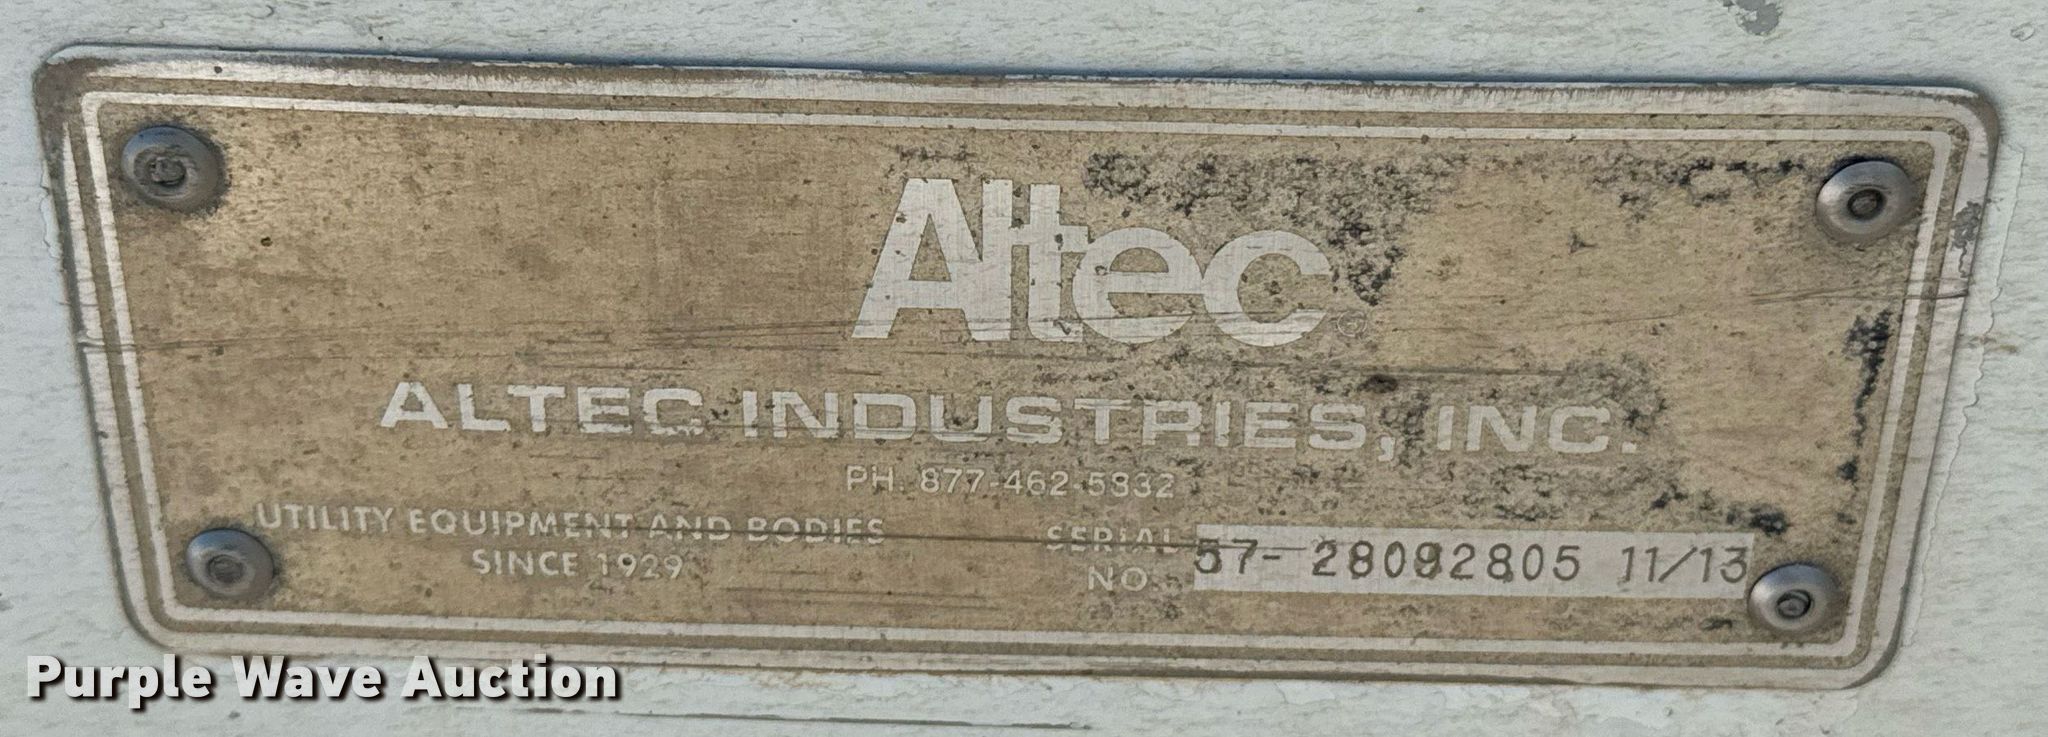 Altec®
ALTEC INDUSTRIES, INC.
PH. 877-462-5832
UTILITY EQUIPMENT AND BODIES
SINCE 1929
SERIAL
NO. 57- 28092805 11/13
Purple Wave Auction